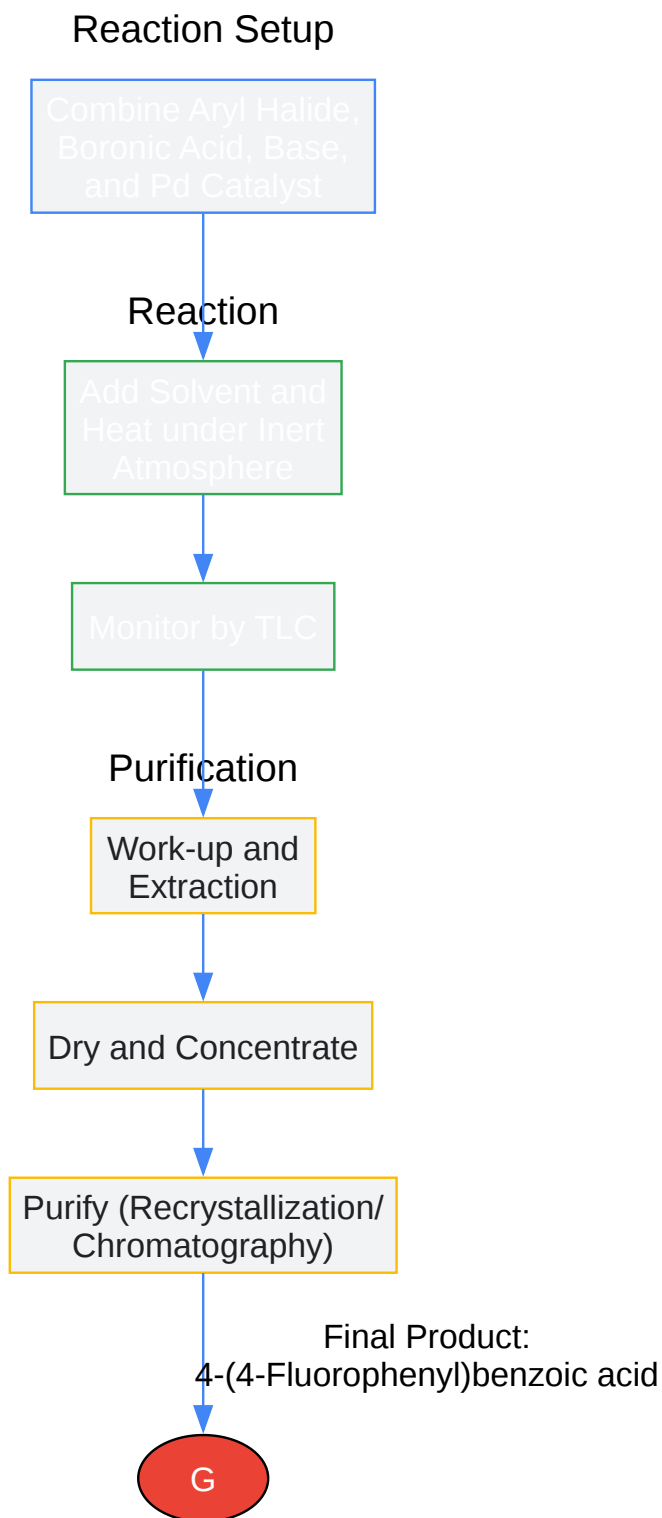 Reaction Setup
Combine Aryl Halide,
Boronic Acid, Base,
and Pd Catalyst
Reaction
Add Solvent and
Heat under Inert
Atmosphere
Monitor by TLC
Purification
Work-up and
Extraction
Dry and Concentrate
Purify (Recrystallization/
Chromatography)
Final Product:
4-(4-Fluorophenyl)benzoic acid
G